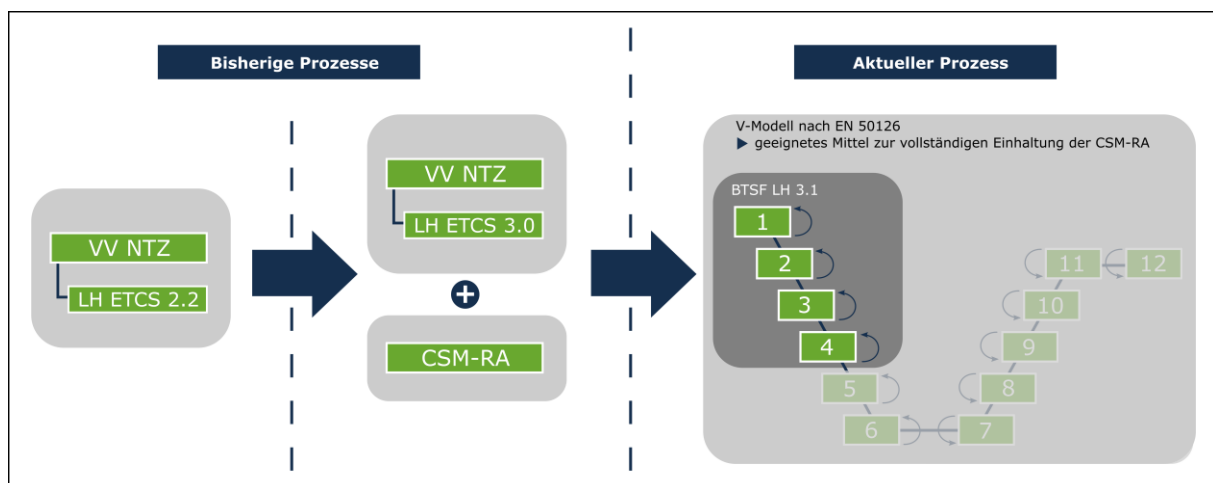 Bisherige Prozesse
Aktueller Prozess
VV NTZ
LH ETCS 2.2
VV NTZ
LH ETCS 3.0
+
CSM-RA
V-Modell nach EN 50126
geeignetes Mittel zur vollständigen Einhaltung der CSM-RA
BTSF LH 3.1
1
2
3
4
5
6
7
8
9
10
11
12